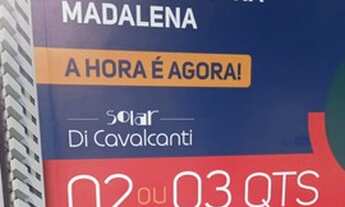 MADALENA
A HORA É AGORA!
SOLAR
Di Cavalcanti
02 OU 03 QTS